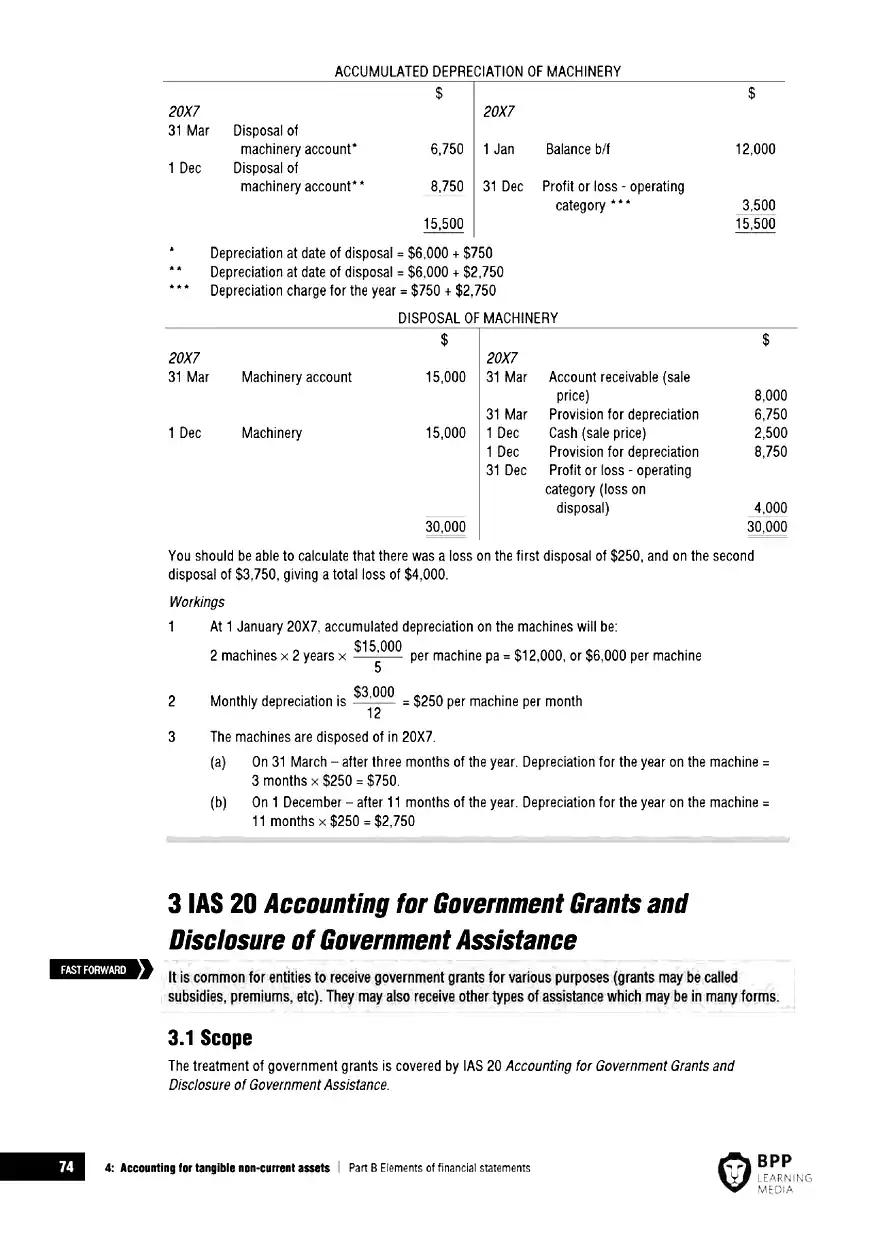 ACCUMULATED DEPRECIATION OF MACHINERY
$ $
20X7 20X7
31 Mar Disposal of
machinery account* 6,750 1 Jan Balance b/f 12,000
1 Dec Disposal of
machinery account** 8,750 31 Dec Profit or loss - operating
category *** 3,500
15,500 15,500
* Depreciation at date of disposal = $6,000 + $750
** Depreciation at date of disposal = $6,000 + $2,750
*** Depreciation charge for the year = $750 + $2,750
DISPOSAL OF MACHINERY
$ $
20X7 20X7
31 Mar Machinery account 15,000 31 Mar Account receivable (sale
price) 8,000
31 Mar Provision for depreciation 6,750
1 Dec Machinery 15,000 1 Dec Cash (sale price) 2,500
1 Dec Provision for depreciation 8,750
31 Dec Profit or loss - operating
category (loss on
disposal) 4,000
30,000 30,000
You should be able to calculate that there was a loss on the first disposal of $250, and on the second
disposal of $3,750, giving a total loss of $4,000.
Workings
1 At 1 January 20X7, accumulated depreciation on the machines will be:
2 machines × 2 years × $15,000/5 per machine pa = $12,000, or $6,000 per machine
2 Monthly depreciation is $3,000/12 = $250 per machine per month
3 The machines are disposed of in 20X7.
(a) On 31 March – after three months of the year. Depreciation for the year on the machine =
3 months × $250 = $750.
(b) On 1 December – after 11 months of the year. Depreciation for the year on the machine =
11 months × $250 = $2,750
3 IAS 20 Accounting for Government Grants and
Disclosure of Government Assistance
FAST FORWARD
It is common for entities to receive government grants for various purposes (grants may be called
subsidies, premiums, etc). They may also receive other types of assistance which may be in many forms.
3.1 Scope
The treatment of government grants is covered by IAS 20 Accounting for Government Grants and
Disclosure of Government Assistance.
74 4: Accounting for tangible non-current assets | Part B Elements of financial statements
BPP
LEARNING
MEDIA